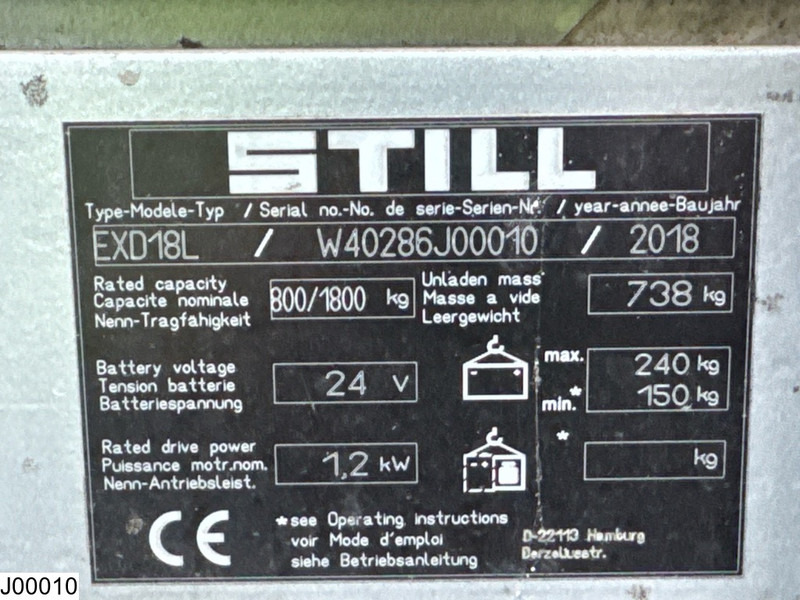 STILL
Type-Modele-Typ / Serial no.-No. de serie-Serien-Nr. / year-annee-Baujahr
EXD18L / W40286J00010 / 2018
Rated capacity
Capacite nominale 800/1800 kg
Nenn-Tragfähigkeit
Unladen mass
Masse a vide 738 kg
Leergewicht
Battery voltage
Tension batterie 24 V
Batteriespannung
max. 240 kg
min.* 150 kg
Rated drive power
Puissance motr.nom. 1,2 kW
Nenn-Antriebsleist.
* kg
CE
*see Operating instructions
voir Mode d'emploi
siehe Betriebsanleitung
D-22113 Hamburg
Berzeliusstr.
J00010